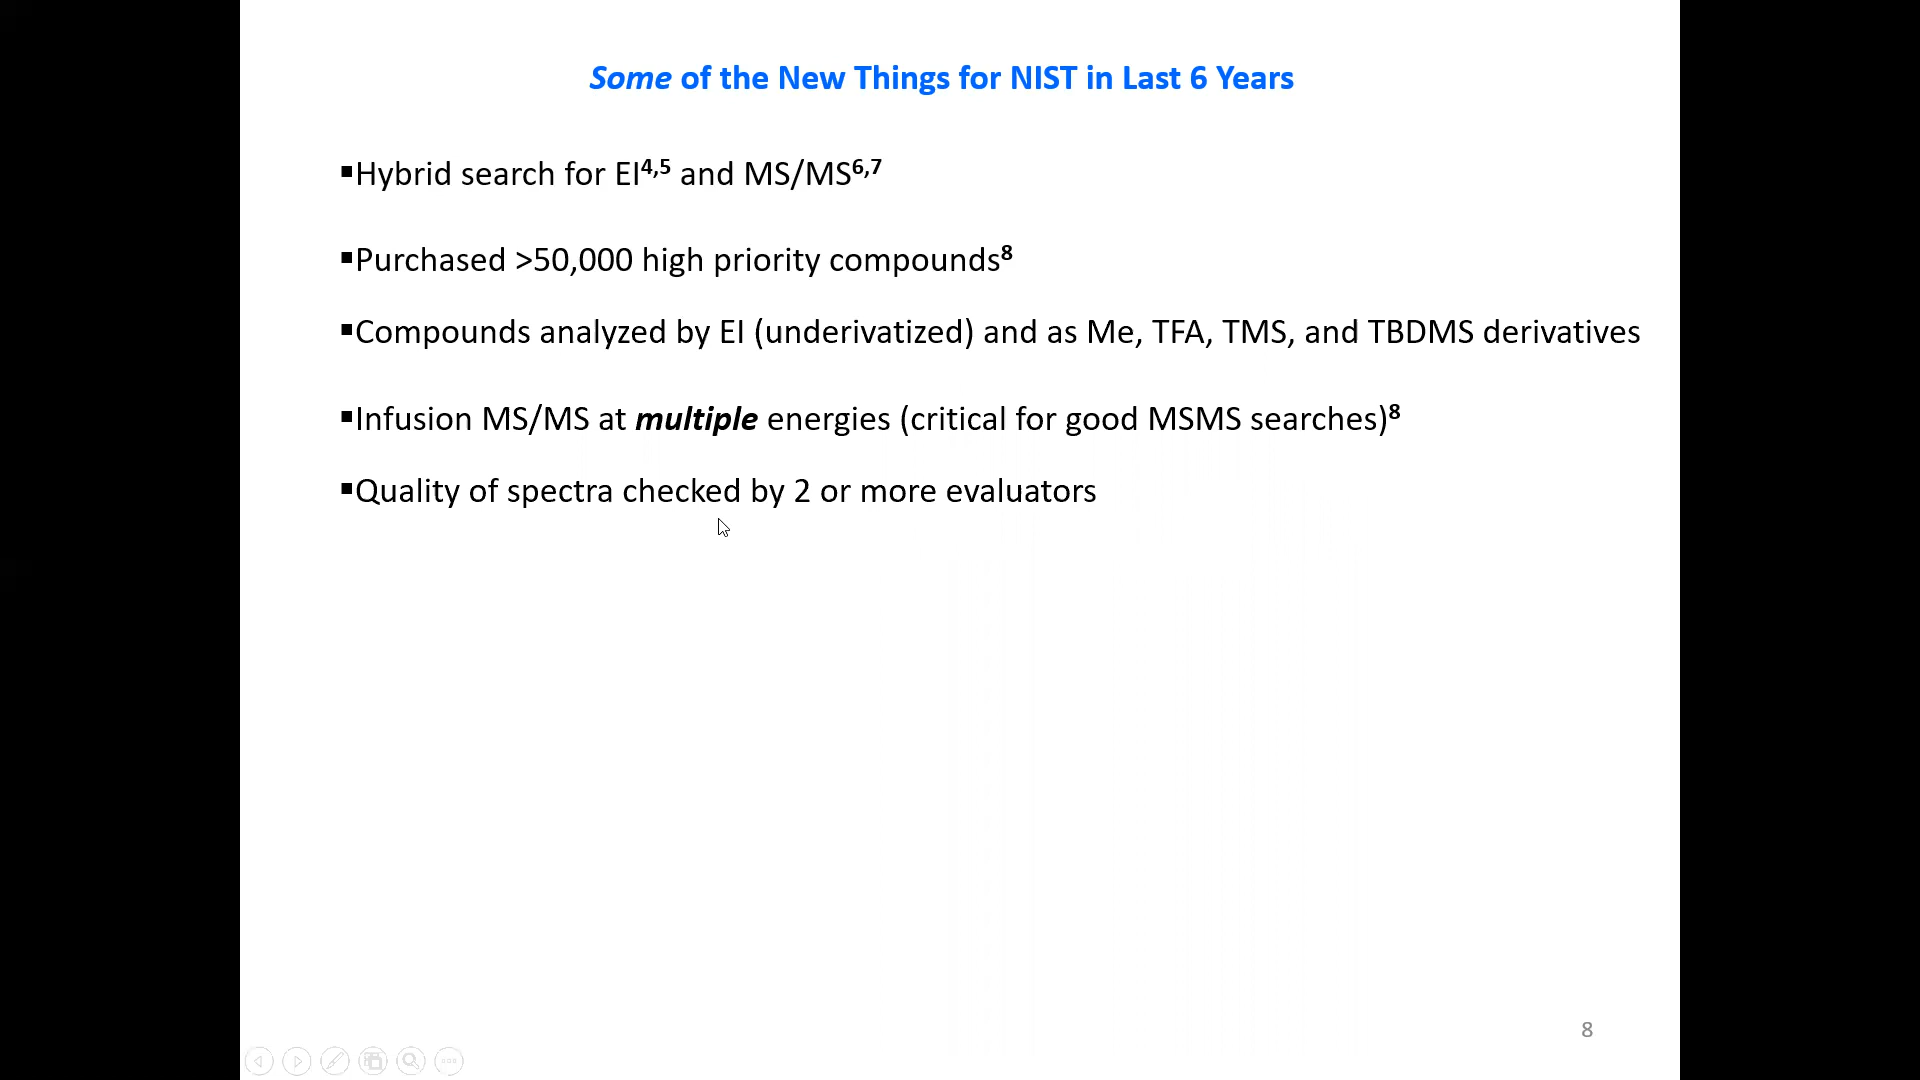 Some of the New Things for NIST in Last 6 Years
▪Hybrid search for EI4,5 and MS/MS6,7
▪Purchased >50,000 high priority compounds8
▪Compounds analyzed by EI (underivatized) and as Me, TFA, TMS, and TBDMS derivatives
▪Infusion MS/MS at multiple energies (critical for good MSMS searches)8
▪Quality of spectra checked by 2 or more evaluators
8